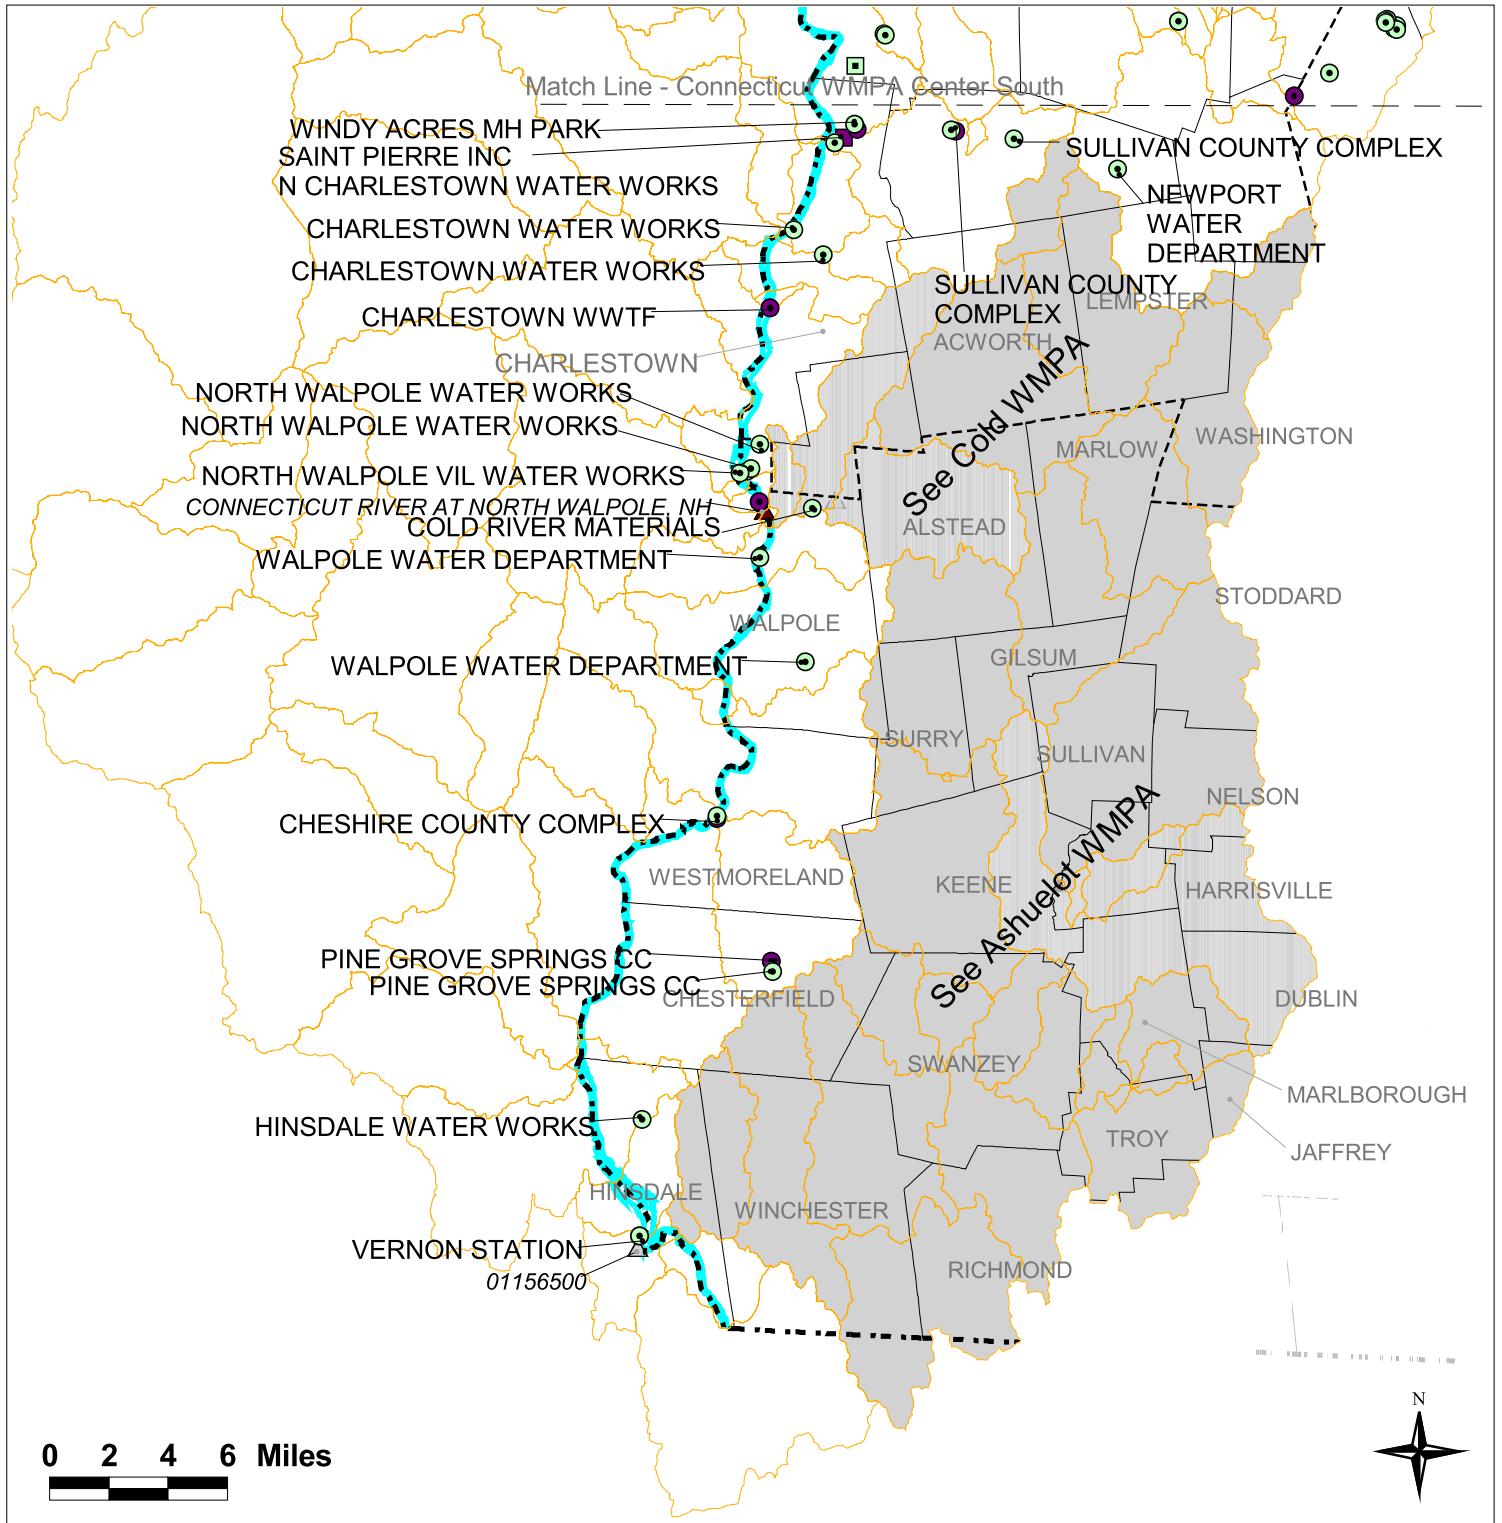 Match Line - Connecticut WMPA Center South
WINDY ACRES MH PARK
SAINT PIERRE INC
N CHARLESTOWN WATER WORKS
SULLIVAN COUNTY COMPLEX
NEWPORT
WATER
DEPARTMENT
CHARLESTOWN WATER WORKS
CHARLESTOWN WATER WORKS
SULLIVAN COUNTY
COMPLEX
LEMPSTER
CHARLESTOWN WWTF
ACWORTH
CHARLESTOWN
See Cold WMPA
NORTH WALPOLE WATER WORKS
NORTH WALPOLE WATER WORKS
MARLOW
WASHINGTON
NORTH WALPOLE VIL WATER WORKS
CONNECTICUT RIVER AT NORTH WALPOLE, NH
COLD RIVER MATERIALS
ALSTEAD
WALPOLE WATER DEPARTMENT
STODDARD
WALPOLE
GILSUM
WALPOLE WATER DEPARTMENT
SURRY
SULLIVAN
NELSON
CHESHIRE COUNTY COMPLEX
WESTMORELAND
KEENE
See Ashuelot WMPA
HARRISVILLE
PINE GROVE SPRINGS CC
PINE GROVE SPRINGS CC
CHESTERFIELD
DUBLIN
SWANZEY
MARLBOROUGH
HINSDALE WATER WORKS
TROY
JAFFREY
HINSDALE
WINCHESTER
VERNON STATION
01156500
RICHMOND
N
0 2 4 6 Miles